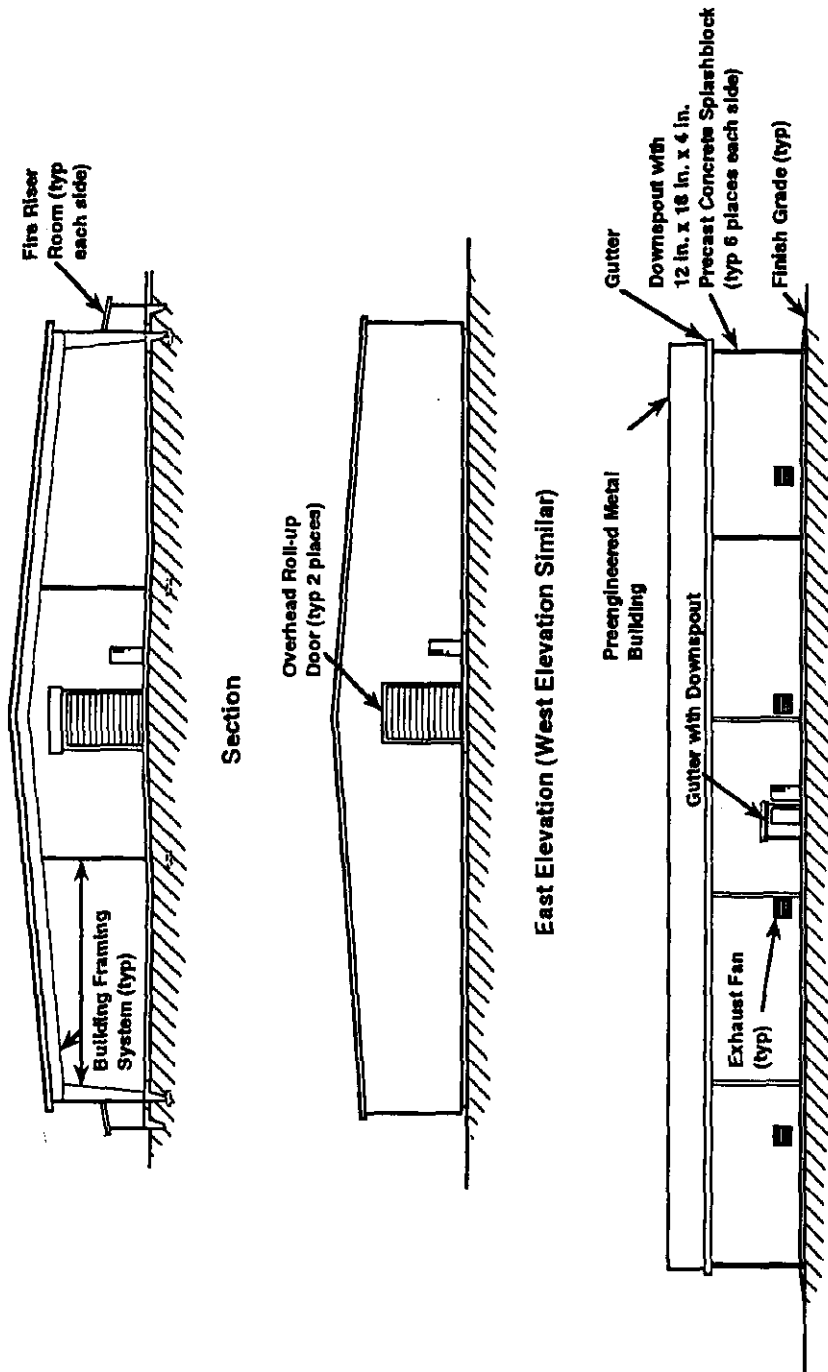 Fire Riser
Room (typ
each side)
Building Framing
System (typ)
Section
Overhead Roll-up
Door (typ 2 places)
East Elevation (West Elevation Similar)
Preengineered Metal
Building
Gutter
Downspout with
12 in. x 18 in. x 4 in.
Precast Concrete Splashblock
(typ 6 places each side)
Gutter with Downspout
Exhaust Fan
(typ)
Finish Grade (typ)